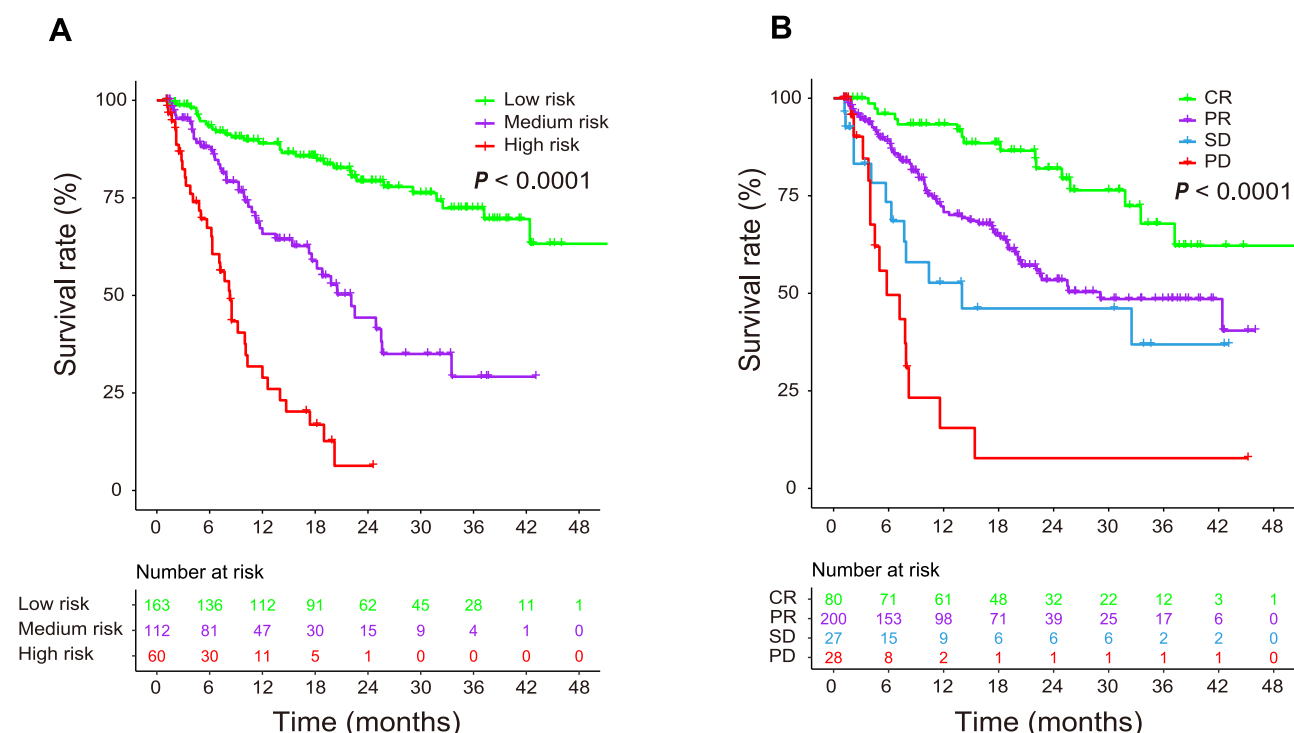 A
Survival rate (%)
100
75
50
25
0
Low risk
Medium risk
High risk
P < 0.0001
0 6 12 18 24 30 36 42 48
Number at risk
Low risk 163 136 112 91 62 45 28 11 1
Medium risk 112 81 47 30 15 9 4 1 0
High risk 60 30 11 5 1 0 0 0 0
0 6 12 18 24 30 36 42 48
Time (months)
B
Survival rate (%)
100
75
50
25
0
CR
PR
SD
PD
P < 0.0001
0 6 12 18 24 30 36 42 48
Number at risk
CR 80 71 61 48 32 22 12 3 1
PR 200 153 98 71 39 25 17 6 0
SD 27 15 9 6 6 6 2 2 0
PD 28 8 2 1 1 1 1 1 0
0 6 12 18 24 30 36 42 48
Time (months)